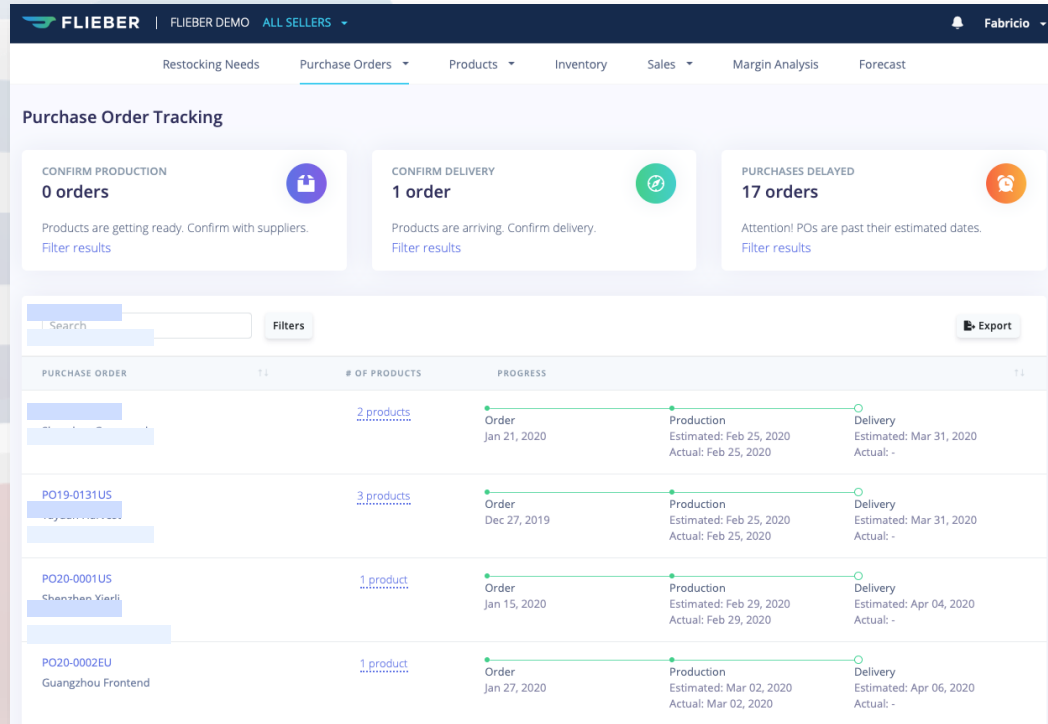 FLIEBER | FLIEBER DEMO ALL SELLERS Fabricio
Restocking Needs Purchase Orders Products Inventory Sales Margin Analysis Forecast
Purchase Order Tracking
CONFIRM PRODUCTION
0 orders
Products are getting ready. Confirm with suppliers.
Filter results
CONFIRM DELIVERY
1 order
Products are arriving. Confirm delivery.
Filter results
PURCHASES DELAYED
17 orders
Attention! POs are past their estimated dates.
Filter results
Search Filters Export
PURCHASE ORDER # OF PRODUCTS PROGRESS
2 products
Order
Jan 21, 2020
Production
Estimated: Feb 25, 2020
Actual: Feb 25, 2020
Delivery
Estimated: Mar 31, 2020
Actual: -
PO19-0131US
3 products
Order
Dec 27, 2019
Production
Estimated: Feb 25, 2020
Actual: Feb 25, 2020
Delivery
Estimated: Mar 31, 2020
Actual: -
PO20-0001US
Shenzhen Xierli
1 product
Order
Jan 15, 2020
Production
Estimated: Feb 29, 2020
Actual: Feb 29, 2020
Delivery
Estimated: Apr 04, 2020
Actual: -
PO20-0002EU
Guangzhou Frontend
1 product
Order
Jan 27, 2020
Production
Estimated: Mar 02, 2020
Actual: Mar 02, 2020
Delivery
Estimated: Apr 06, 2020
Actual: -